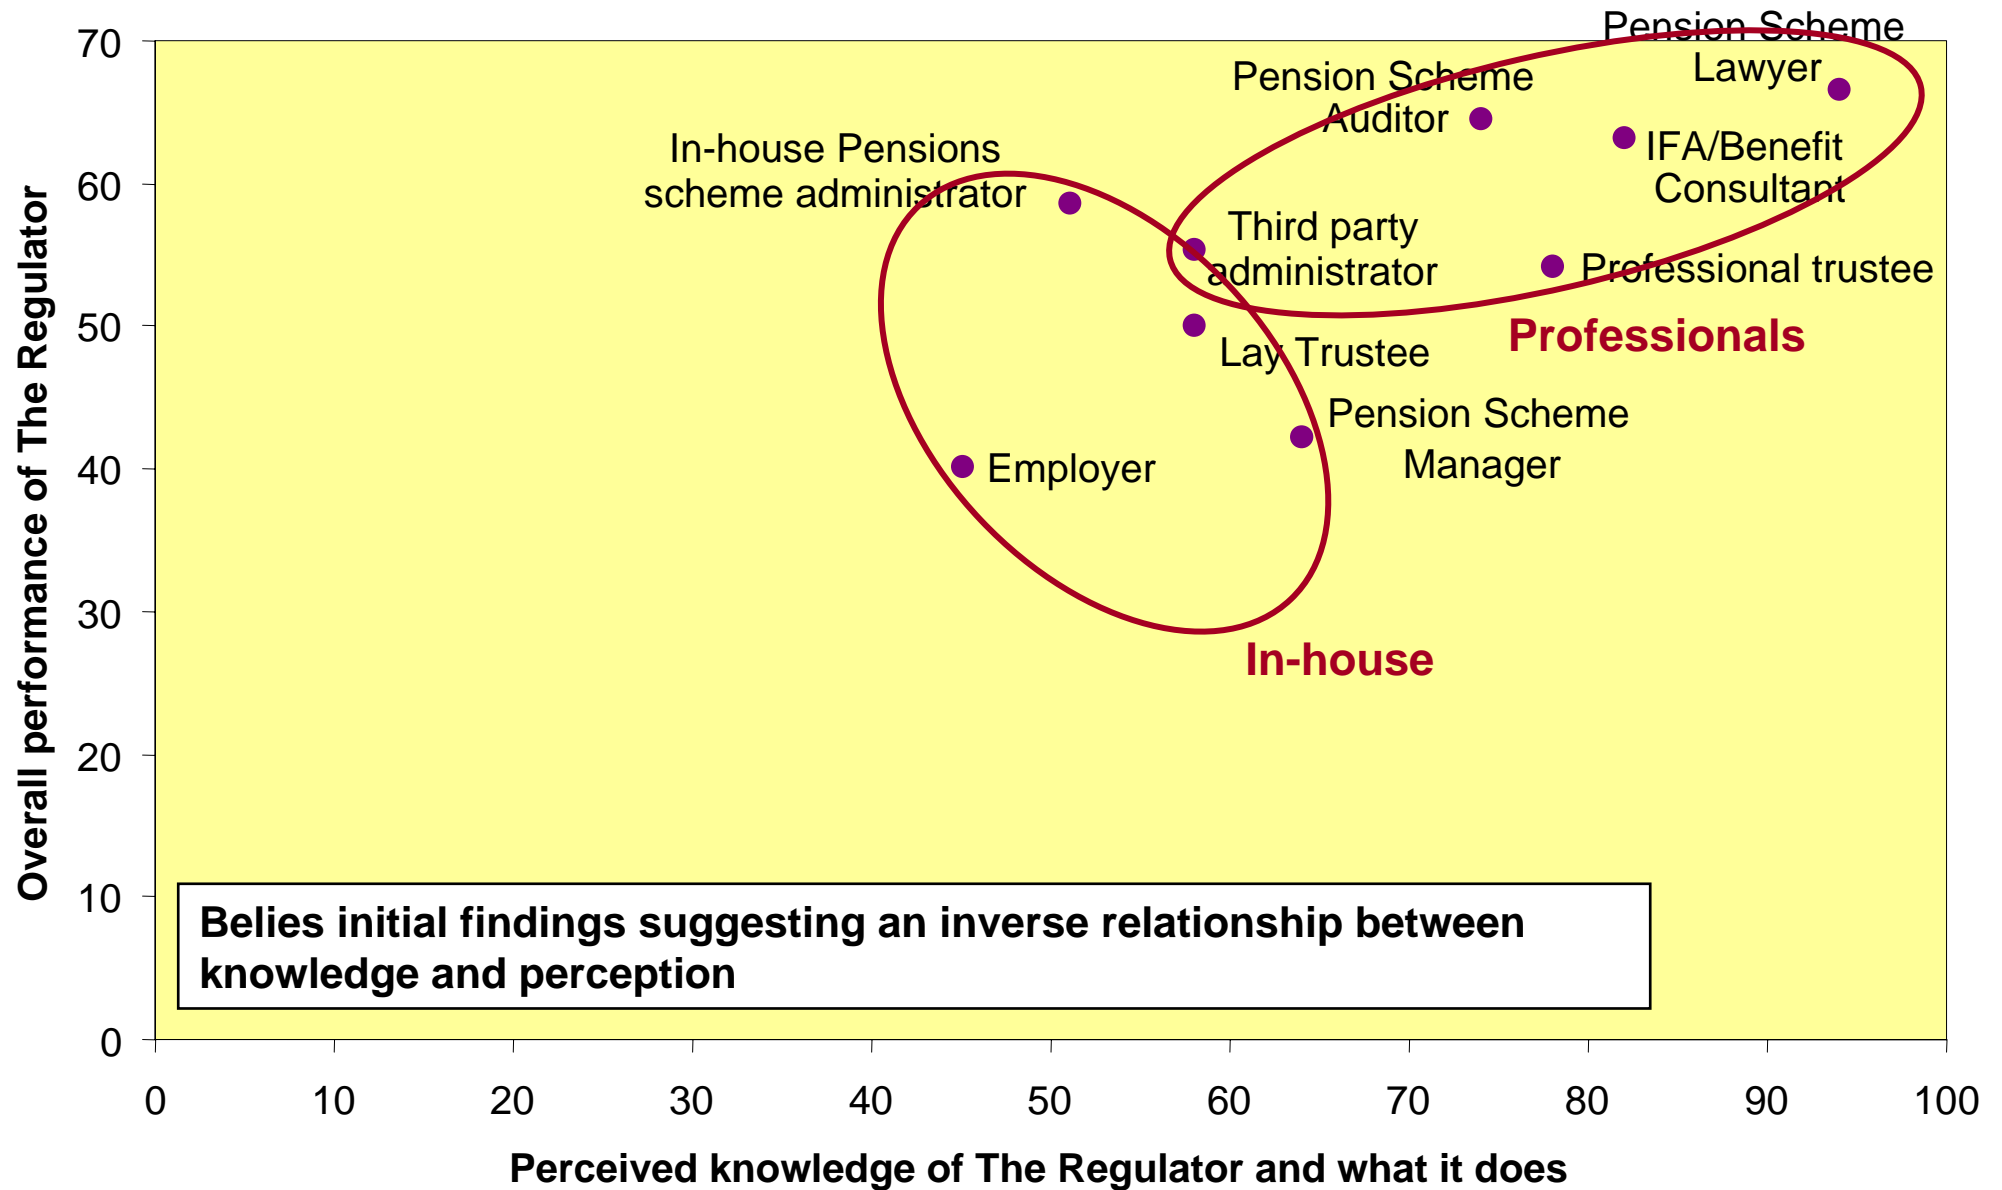 Overall performance of The Regulator
70
60
50
40
30
20
10
0
Pension Scheme
Lawyer
Pension Scheme
Auditor
IFA/Benefit
Consultant
In-house Pensions
scheme administrator
Third party
administrator
Professional trustee
Professionals
Lay Trustee
Pension Scheme
Manager
Employer
In-house
Belies initial findings suggesting an inverse relationship between
knowledge and perception
0 10 20 30 40 50 60 70 80 90 100
Perceived knowledge of The Regulator and what it does